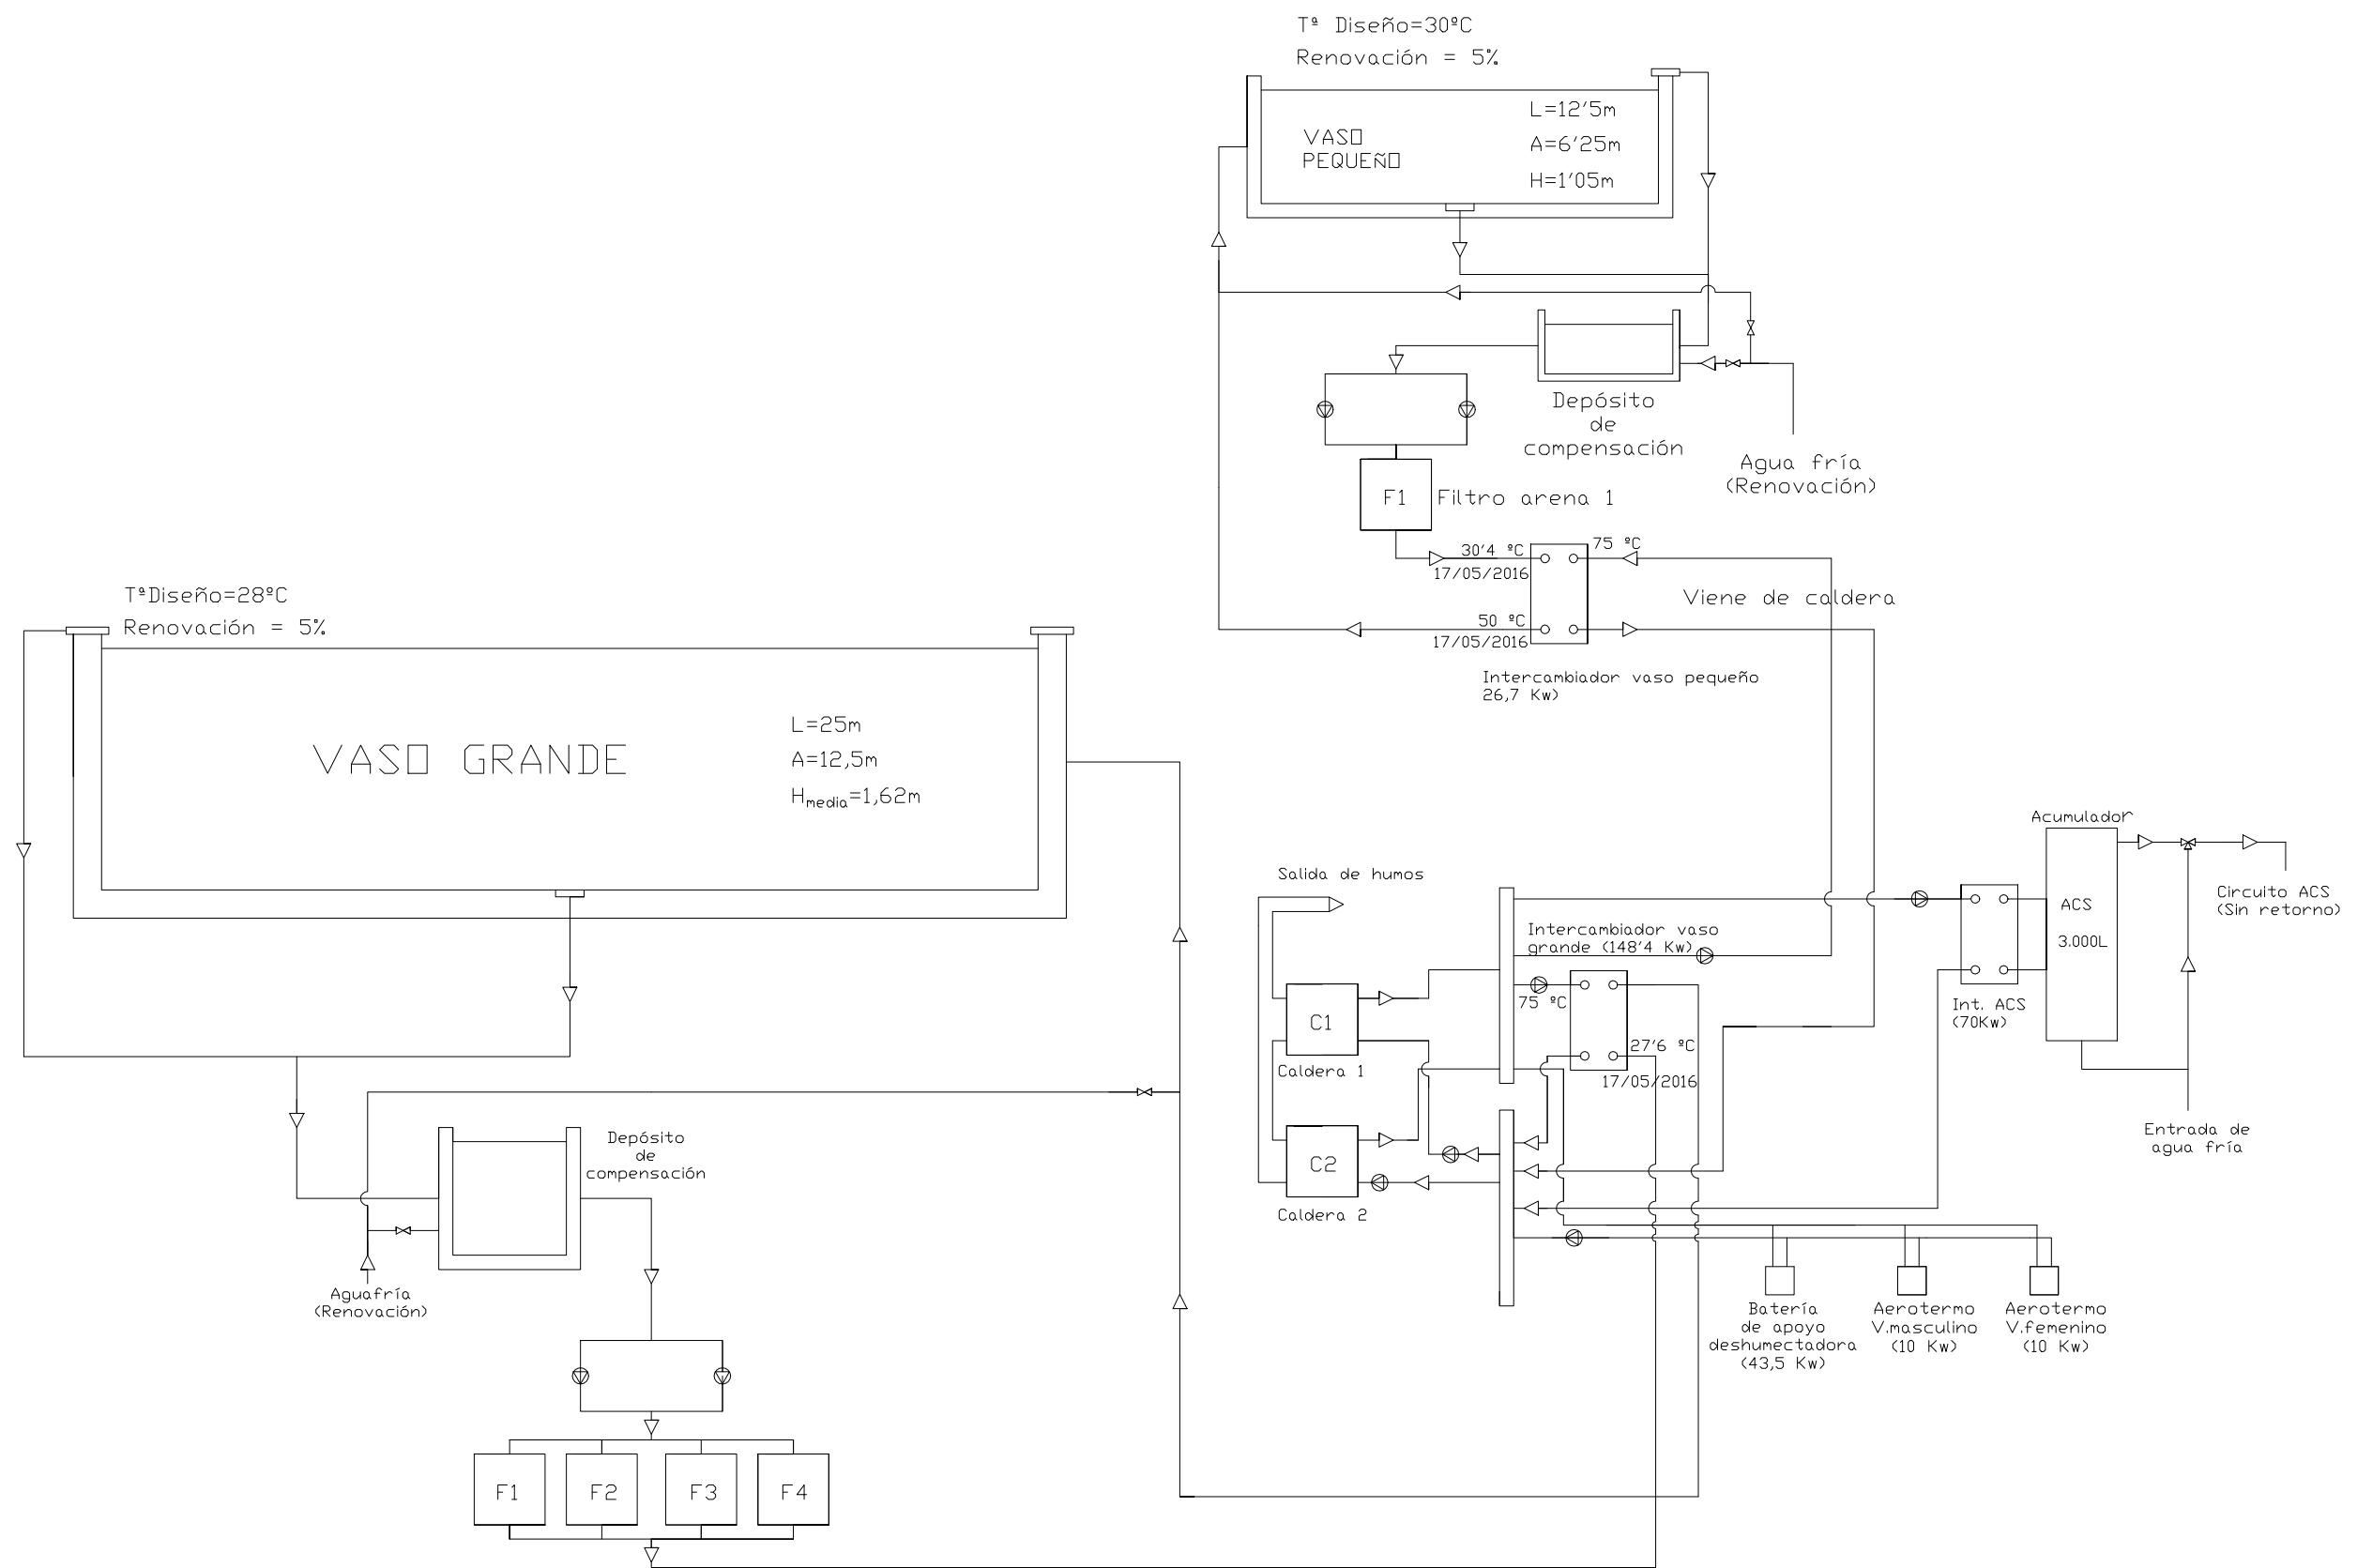 Tª Diseño=30ºC
Renovación = 5%
VASO
PEQUEÑO
L=12'5m
A=6'25m
H=1'05m
Depósito
de
compensación
Agua fría
(Renovación)
F1
Filtro arena 1
30'4 ºC
17/05/2016
75 ºC
50 ºC
17/05/2016
Viene de caldera
Intercambiador vaso pequeño
26,7 Kw)
TªDiseño=28ºC
Renovación = 5%
VASO GRANDE
L=25m
A=12,5m
Hmedia=1,62m
Depósito
de
compensación
Aguafría
(Renovación)
F1
F2
F3
F4
Salida de humos
C1
Caldera 1
C2
Caldera 2
Intercambiador vaso
grande (148'4 Kw)
75 ºC
27'6 ºC
17/05/2016
Acumulador
ACS
3.000L
Int. ACS
(70Kw)
Circuito ACS
(Sin retorno)
Entrada de
agua fría
Batería
de apoyo
deshumectadora
(43,5 Kw)
Aerotermo
V.masculino
(10 Kw)
Aerotermo
V.femenino
(10 Kw)